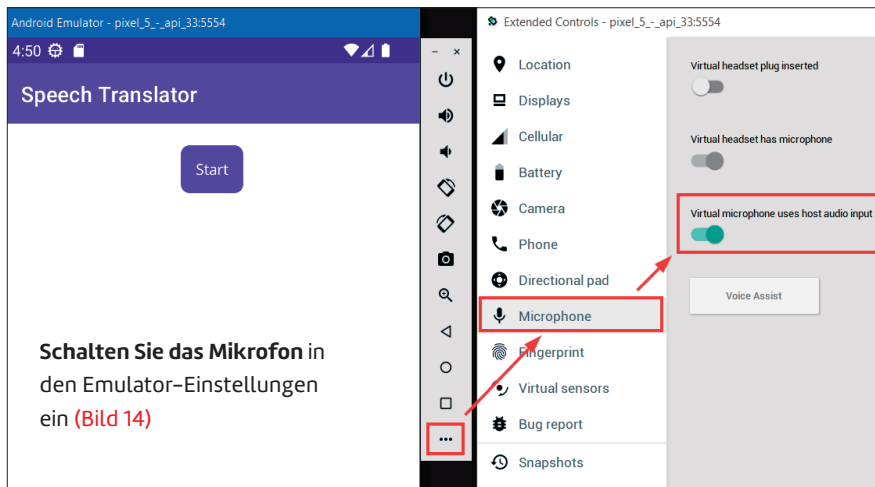 Android Emulator - pixel_5_-_api_33:5554
4:50
Speech Translator
Start
Schalten Sie das Mikrofon in
den Emulator-Einstellungen
ein (Bild 14)
Extended Controls - pixel_5_-_api_33:5554
Location
Displays
Cellular
Battery
Camera
Phone
Directional pad
Microphone
Fingerprint
Virtual sensors
Bug report
Snapshots
Virtual headset plug inserted
Virtual headset has microphone
Virtual microphone uses host audio input
Voice Assist